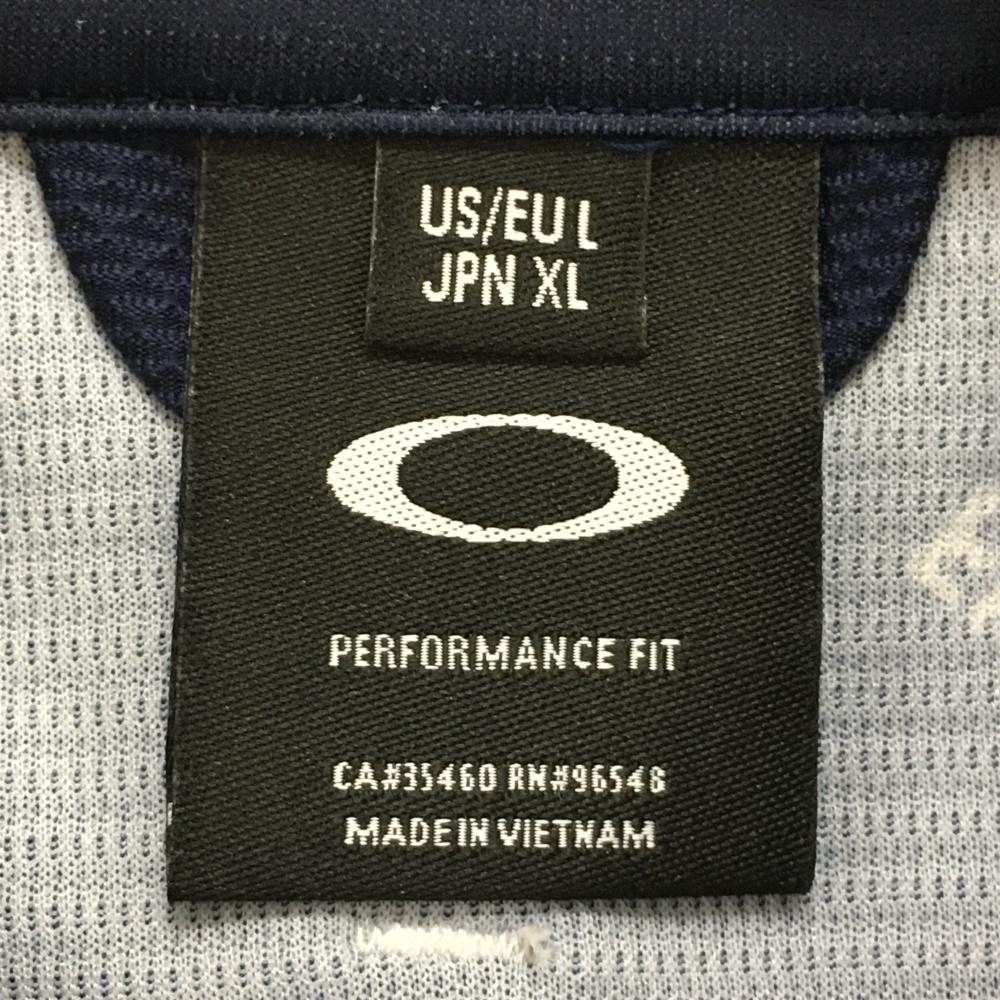 US/EU L
JPN XL
PERFORMANCE FIT
CA#35460 RN#96548
MADE IN VIETNAM